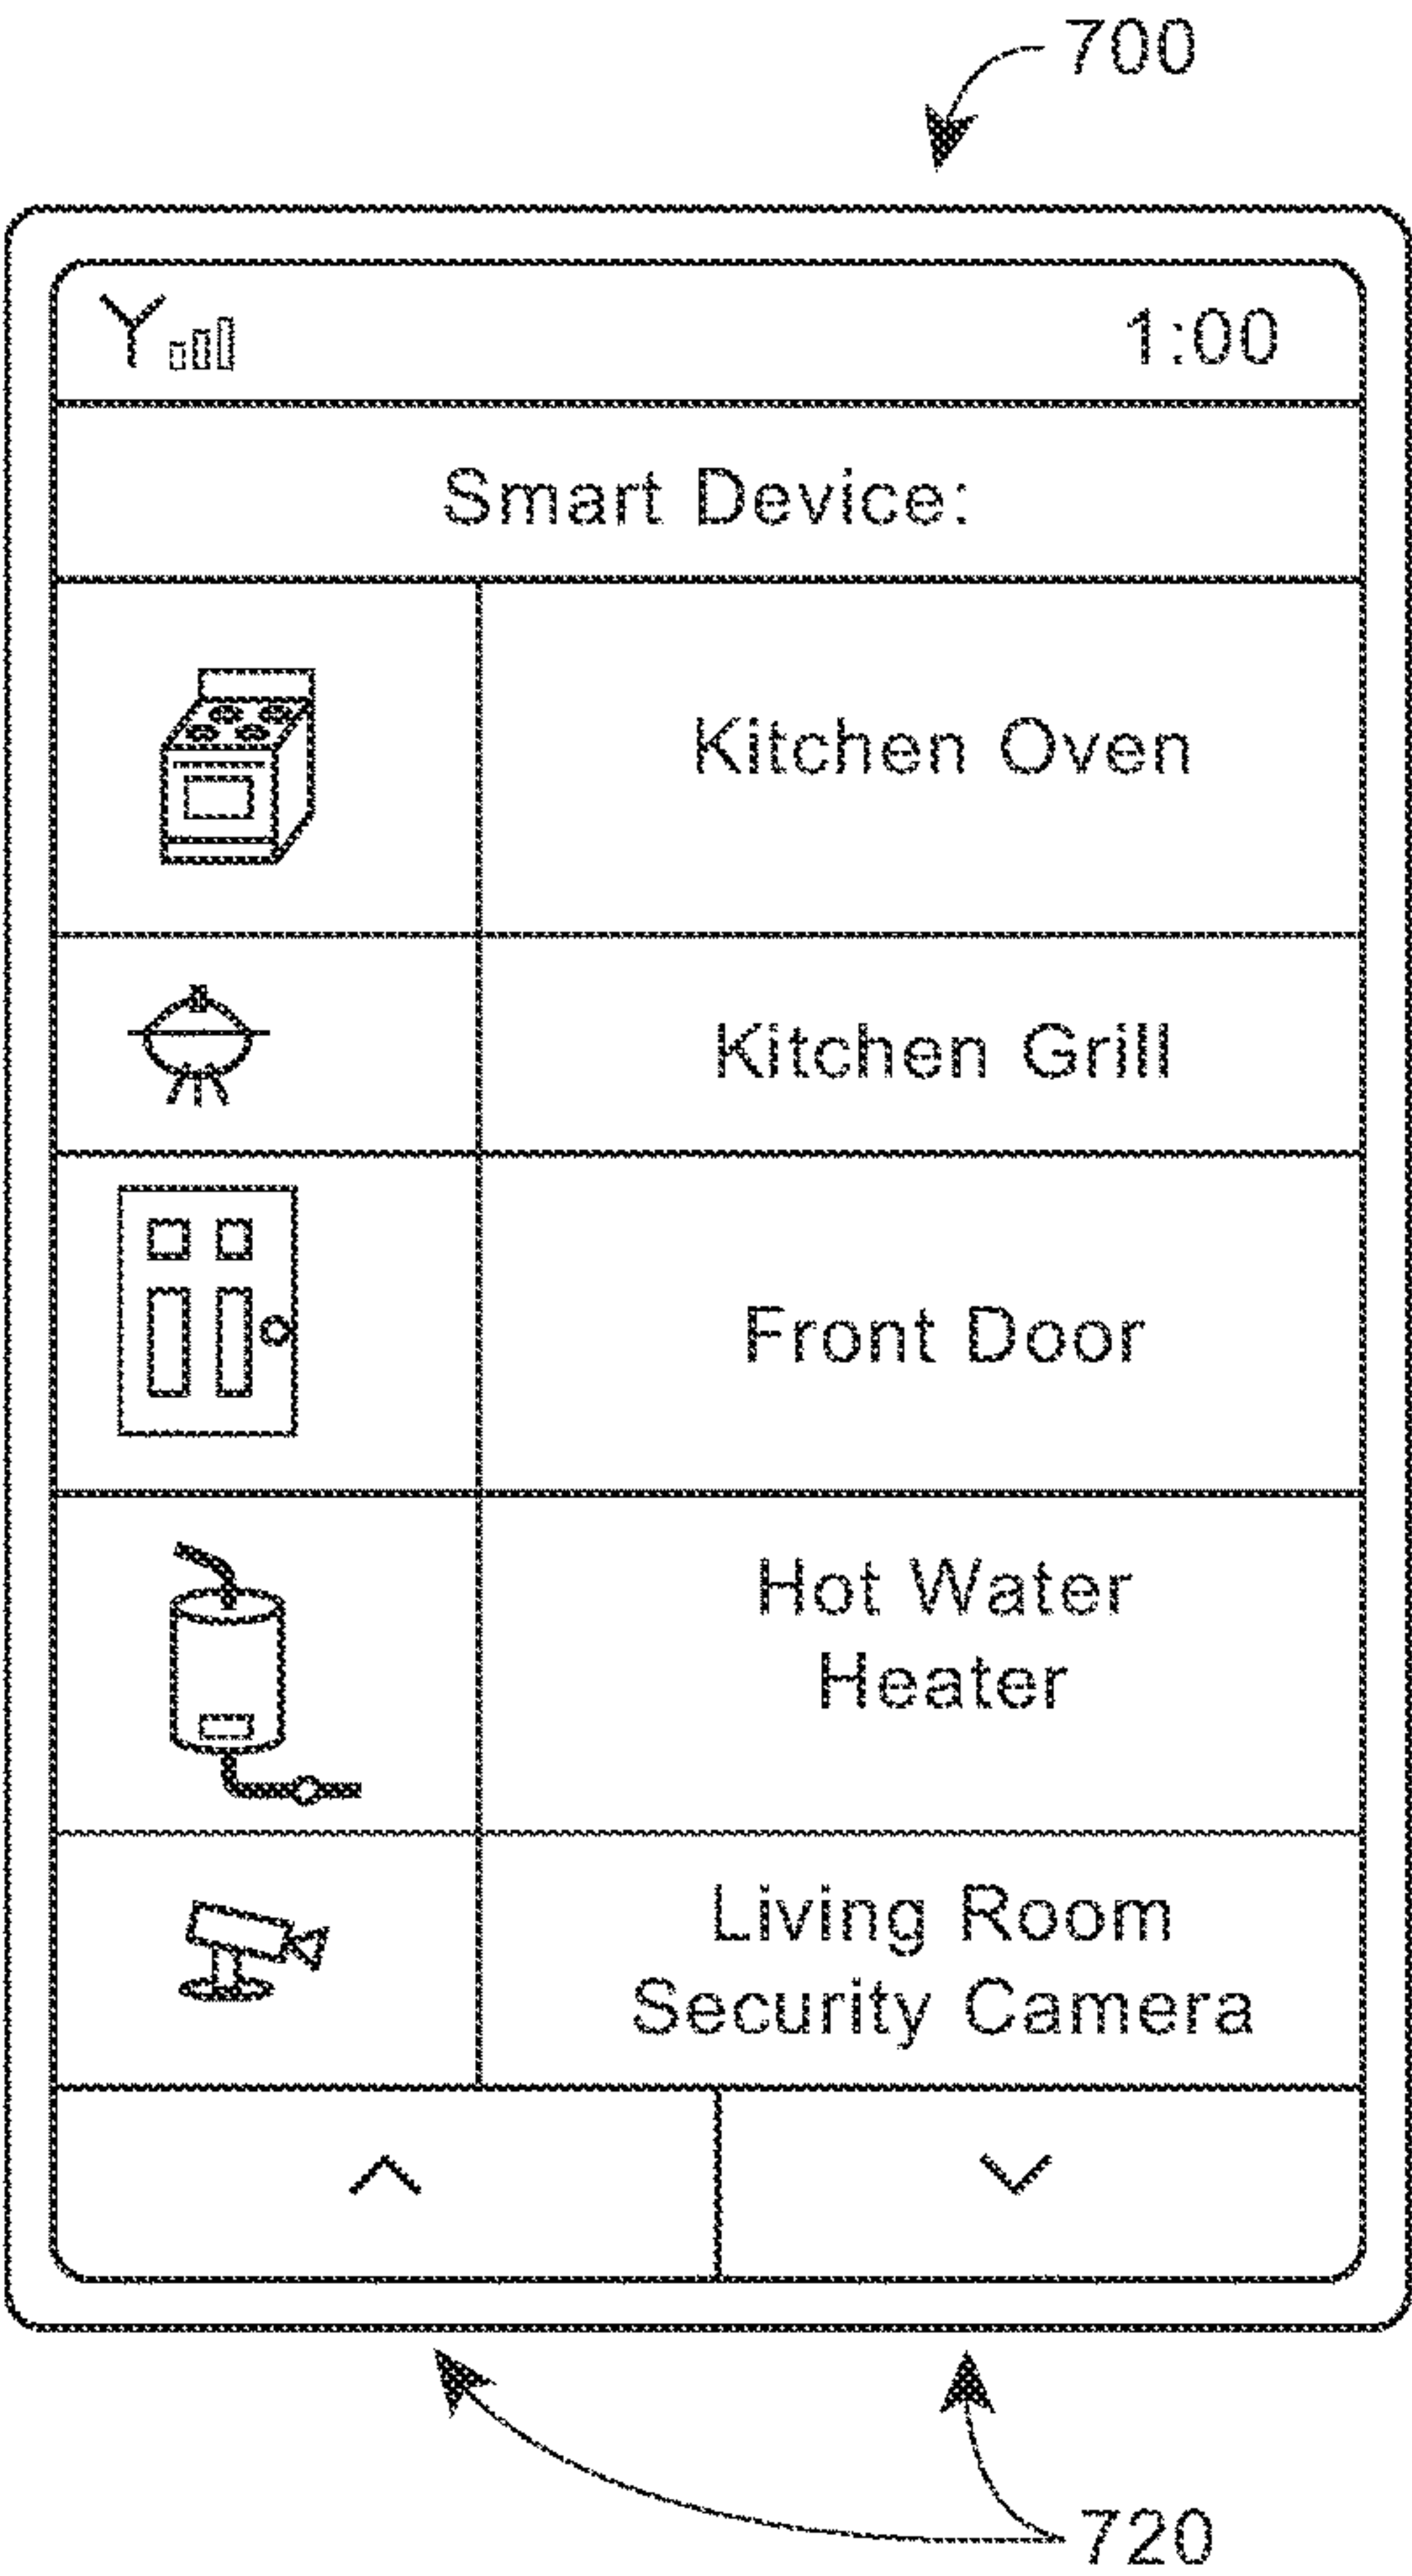 700
1:00
Smart Device:
Kitchen Oven
Kitchen Grill
Front Door
Hot Water
Heater
Living Room
Security Camera
720